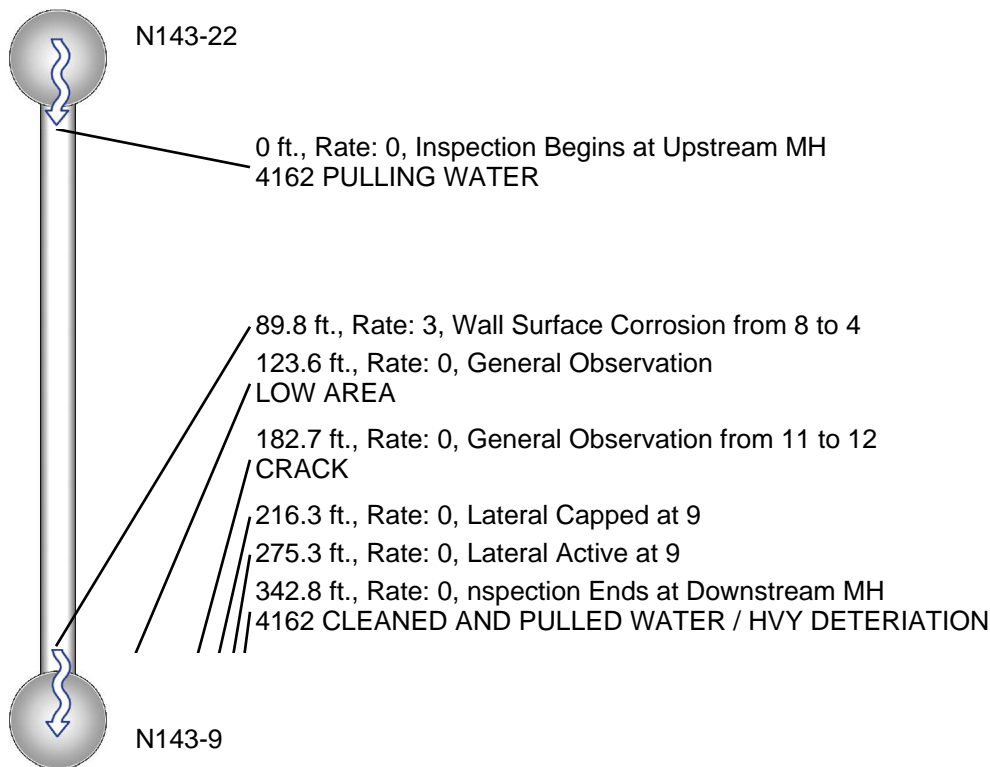 N143-22
0 ft., Rate: 0, Inspection Begins at Upstream MH
4162 PULLING WATER
89.8 ft., Rate: 3, Wall Surface Corrosion from 8 to 4
123.6 ft., Rate: 0, General Observation
LOW AREA
182.7 ft., Rate: 0, General Observation from 11 to 12
CRACK
216.3 ft., Rate: 0, Lateral Capped at 9
275.3 ft., Rate: 0, Lateral Active at 9
342.8 ft., Rate: 0, nspection Ends at Downstream MH
4162 CLEANED AND PULLED WATER / HVY DETERIATION
N143-9